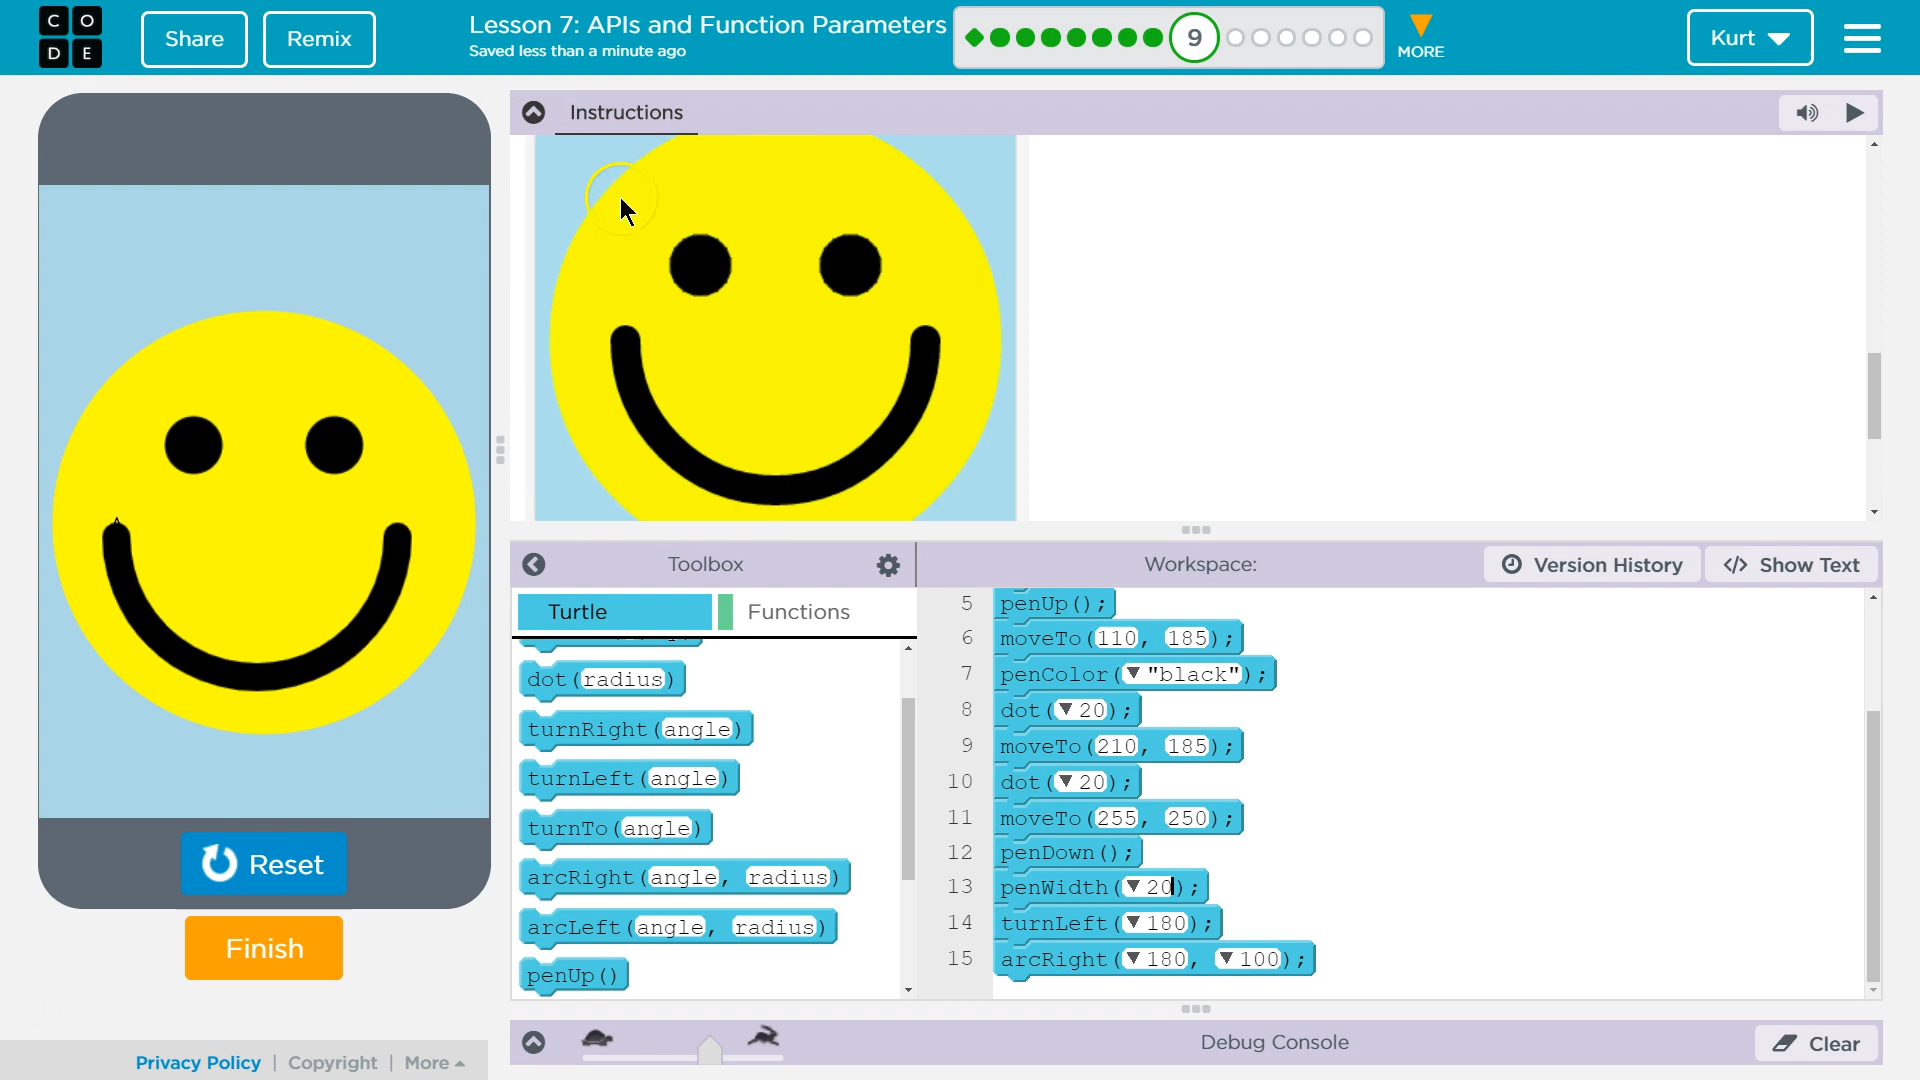 CODE
Share
Remix
Lesson 7: APIs and Function Parameters
Saved less than a minute ago
9
MORE
Kurt
Instructions
Toolbox
Workspace:
Version History
</> Show Text
Turtle
Functions
dot(radius)
turnRight(angle)
turnLeft(angle)
turnTo(angle)
arcRight(angle, radius)
arcLeft(angle, radius)
penUp()
5 penUp();
6 moveTo(110, 185);
7 penColor("black");
8 dot(20);
9 moveTo(210, 185);
10 dot(20);
11 moveTo(255, 250);
12 penDown();
13 penWidth(20);
14 turnLeft(180);
15 arcRight(180, 100);
Reset
Finish
Debug Console
Clear
Privacy Policy | Copyright | More